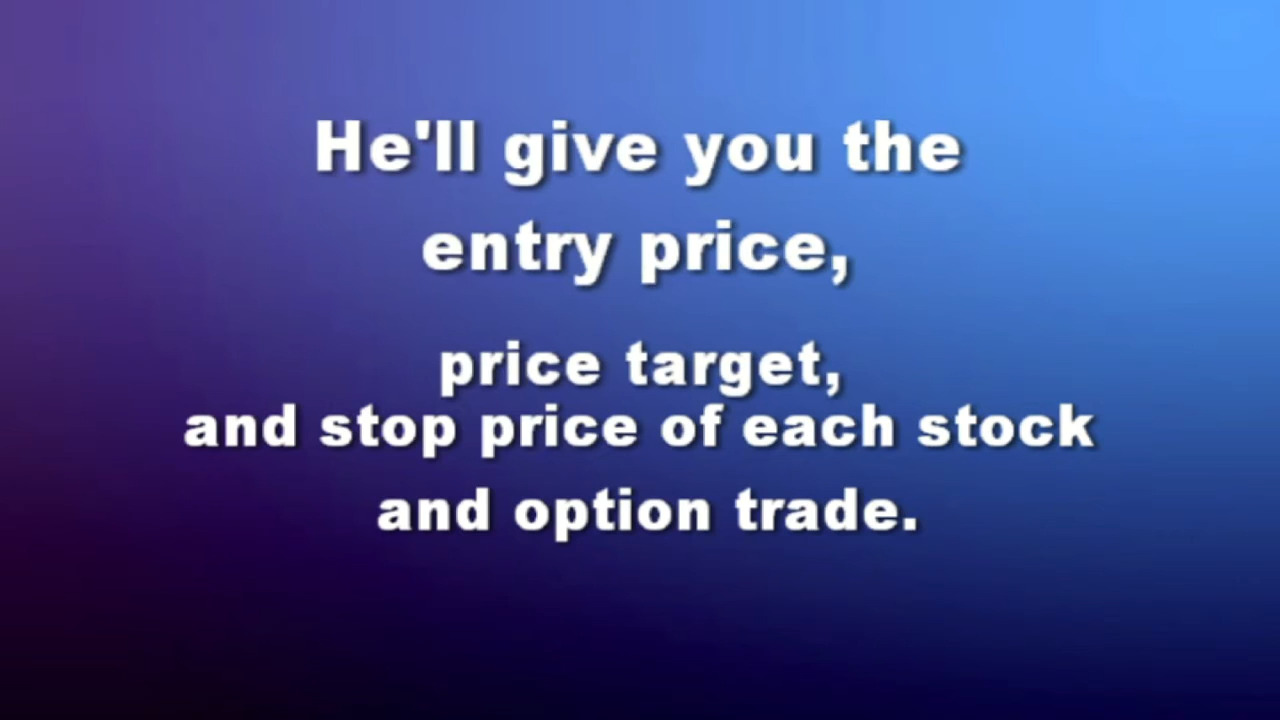 He'll give you the
entry price,
price target,
and stop price of each stock
and option trade.